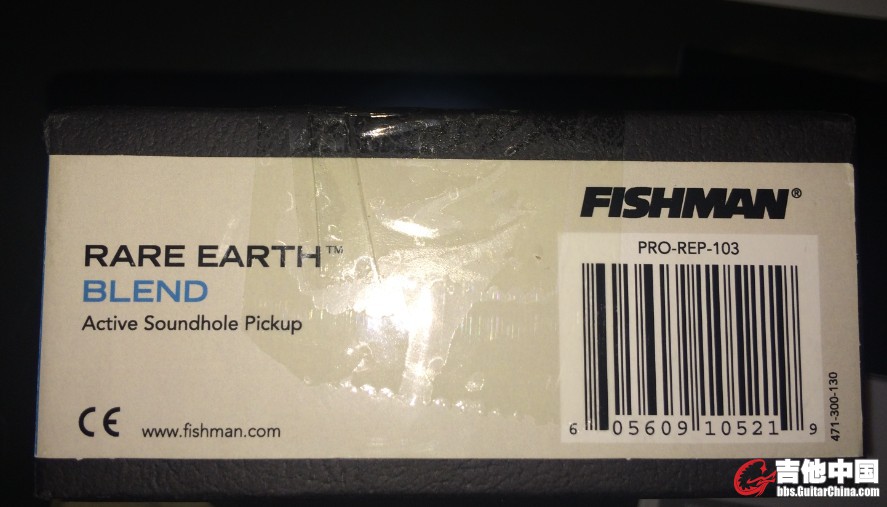 FISHMAN®
RARE EARTH™
BLEND
Active Soundhole Pickup
CE www.fishman.com
PRO-REP-103
6 05609 10521 9
471-300-130
吉他中国
bbs.GuitarChina.com